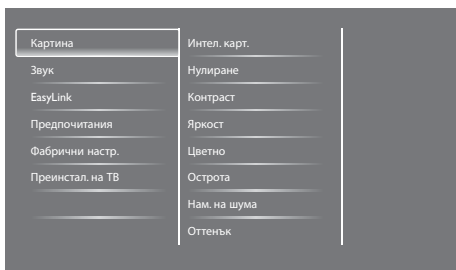 Картина
Звук
EasyLink
Предпочитания
Фабрични настр.
Преинстал. на ТВ
Интел. карт.
Нулиране
Контраст
Яркост
Цветно
Острота
Нам. на шума
Оттенък